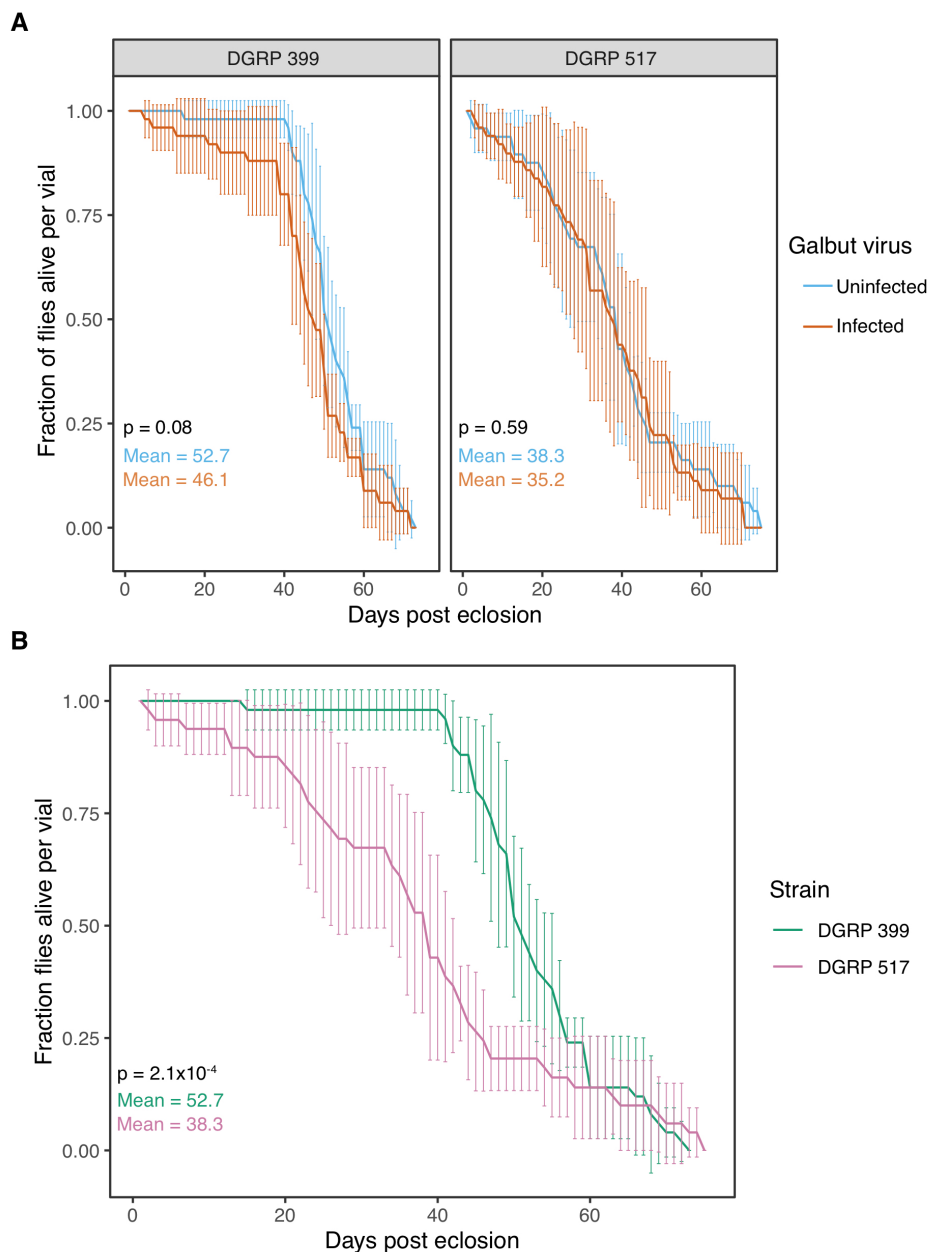 A
DGRP 399
DGRP 517
1.00
0.75
0.50
0.25
0.00
Fraction of flies alive per vial
p = 0.08
Mean = 52.7
Mean = 46.1
p = 0.59
Mean = 38.3
Mean = 35.2
0 20 40 60
0 20 40 60
Days post eclosion
Galbut virus
Uninfected
Infected
B
1.00
0.75
0.50
0.25
0.00
Fraction flies alive per vial
p = 2.1x10⁻⁴
Mean = 52.7
Mean = 38.3
0 20 40 60
Days post eclosion
Strain
DGRP 399
DGRP 517